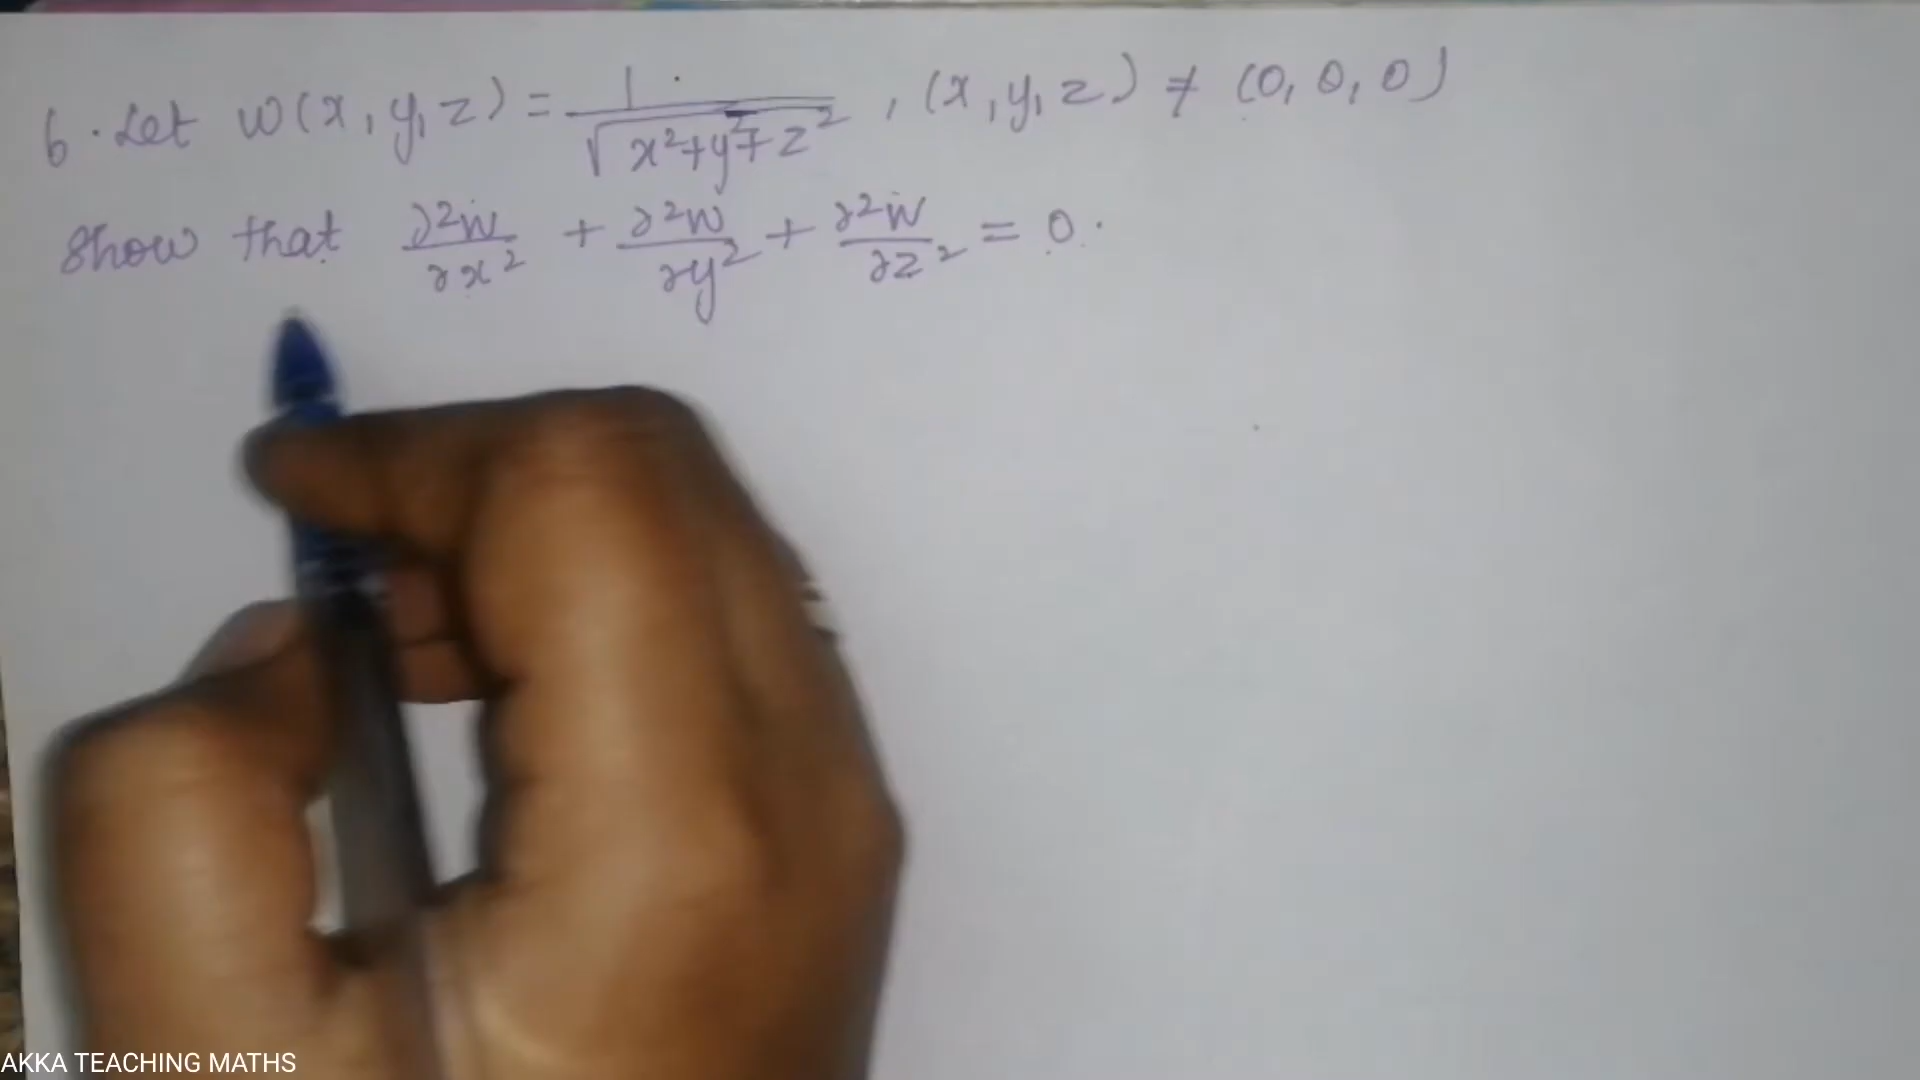 6. Let w(x, y, z) = 1/√(x²+y²+z²), (x, y, z) ≠ (0, 0, 0)
Show that ∂²w/∂x² + ∂²w/∂y² + ∂²w/∂z² = 0.
AKKA TEACHING MATHS